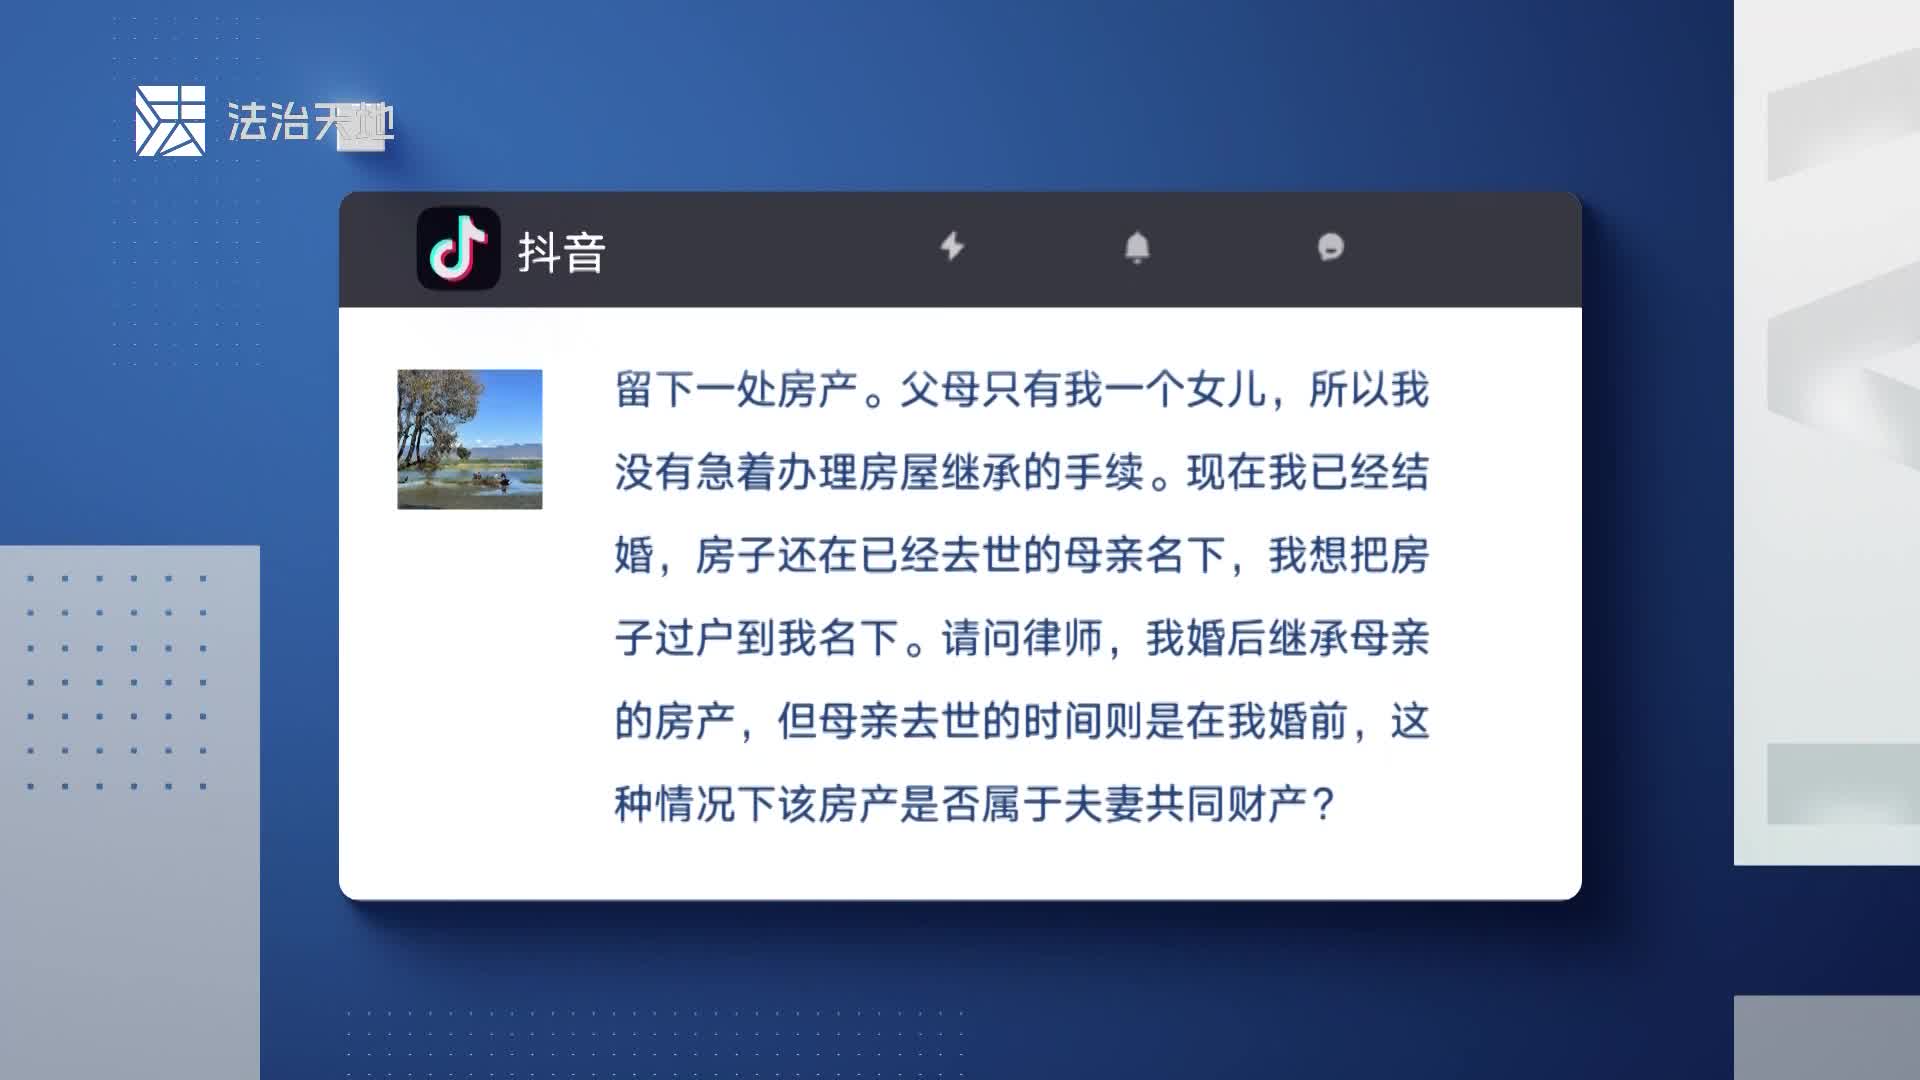 法治天地
抖音
留下一处房产。父母只有我一个女儿，所以我
没有急着办理房屋继承的手续。现在我已经结
婚，房子还在已经去世的母亲名下，我想把房
子过户到我名下。请问律师，我婚后继承母亲
的房产，但母亲去世的时间则是在我婚前，这
种情况下该房产是否属于夫妻共同财产？